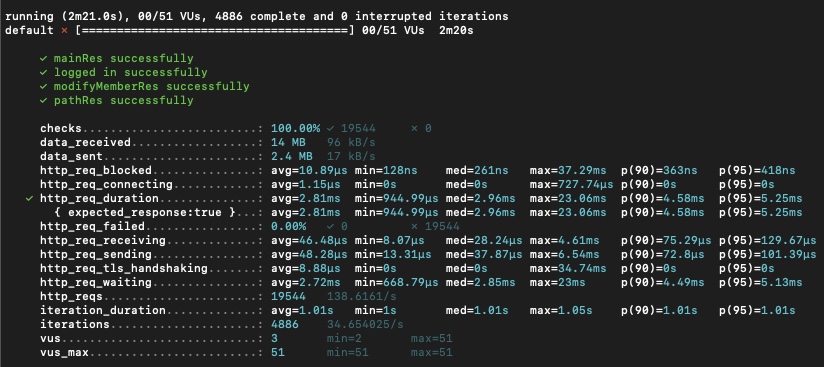 running (2m21.0s), 00/51 VUs, 4886 complete and 0 interrupted iterations
default × [======================================] 00/51 VUs  2m20s
✓ mainRes successfully
✓ logged in successfully
✓ modifyMemberRes successfully
✓ pathRes successfully
checks.........................: 100.00% ✓ 19544     × 0
data_received..................: 14 MB   96 kB/s
data_sent......................: 2.4 MB  17 kB/s
http_req_blocked...............: avg=10.89µs min=128ns    med=261ns   max=37.29ms  p(90)=363ns   p(95)=418ns
http_req_connecting............: avg=1.15µs  min=0s       med=0s      max=727.74µs p(90)=0s      p(95)=0s
✓ http_req_duration..............: avg=2.81ms  min=944.99µs med=2.96ms  max=23.06ms  p(90)=4.58ms  p(95)=5.25ms
{ expected_response:true }...: avg=2.81ms  min=944.99µs med=2.96ms  max=23.06ms  p(90)=4.58ms  p(95)=5.25ms
http_req_failed................: 0.00%   ✓ 0         × 19544
http_req_receiving.............: avg=46.48µs min=8.07µs   med=28.24µs max=4.61ms   p(90)=75.29µs p(95)=129.67µs
http_req_sending...............: avg=48.28µs min=13.31µs  med=37.87µs max=6.54ms   p(90)=72.8µs  p(95)=101.39µs
http_req_tls_handshaking.......: avg=8.88µs  min=0s       med=0s      max=34.74ms  p(90)=0s      p(95)=0s
http_req_waiting...............: avg=2.72ms  min=668.79µs med=2.85ms  max=23ms     p(90)=4.49ms  p(95)=5.13ms
http_reqs......................: 19544   138.6161/s
iteration_duration.............: avg=1.01s   min=1s       med=1.01s   max=1.05s    p(90)=1.01s   p(95)=1.01s
iterations.....................: 4886    34.654025/s
vus............................: 3       min=2       max=51
vus_max........................: 51      min=51      max=51